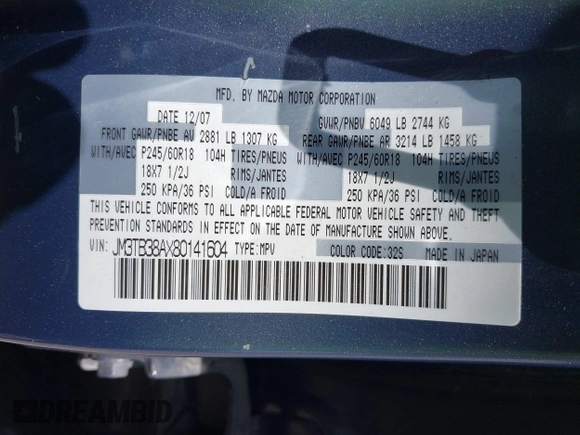 MFD. BY MAZDA MOTOR CORPORATION
DATE 12/07 GVWR/PNBV 6049 LB 2744 KG
FRONT GAWR/PNBE AV 2881 LB 1307 KG REAR GAWR/PNBE AR 3214 LB 1458 KG
WITH/AVEC P245/60R18 104H TIRES/PNEUS WITH/AVEC P245/60R18 104H TIRES/PNEUS
18X7 1/2J RIMS/JANTES 18X7 1/2J RIMS/JANTES
250 KPA/36 PSI COLD/A FROID 250 KPA/36 PSI COLD/A FROID
THIS VEHICLE CONFORMS TO ALL APPLICABLE FEDERAL MOTOR VEHICLE SAFETY AND THEFT
PREVENTION STANDARDS IN EFFECT ON THE DATE OF MANUFACTURE SHOWN ABOVE.
VIN: JM3TB38AX80141604 TYPE:MPV COLOR CODE:32S MADE IN JAPAN
DREAMBID